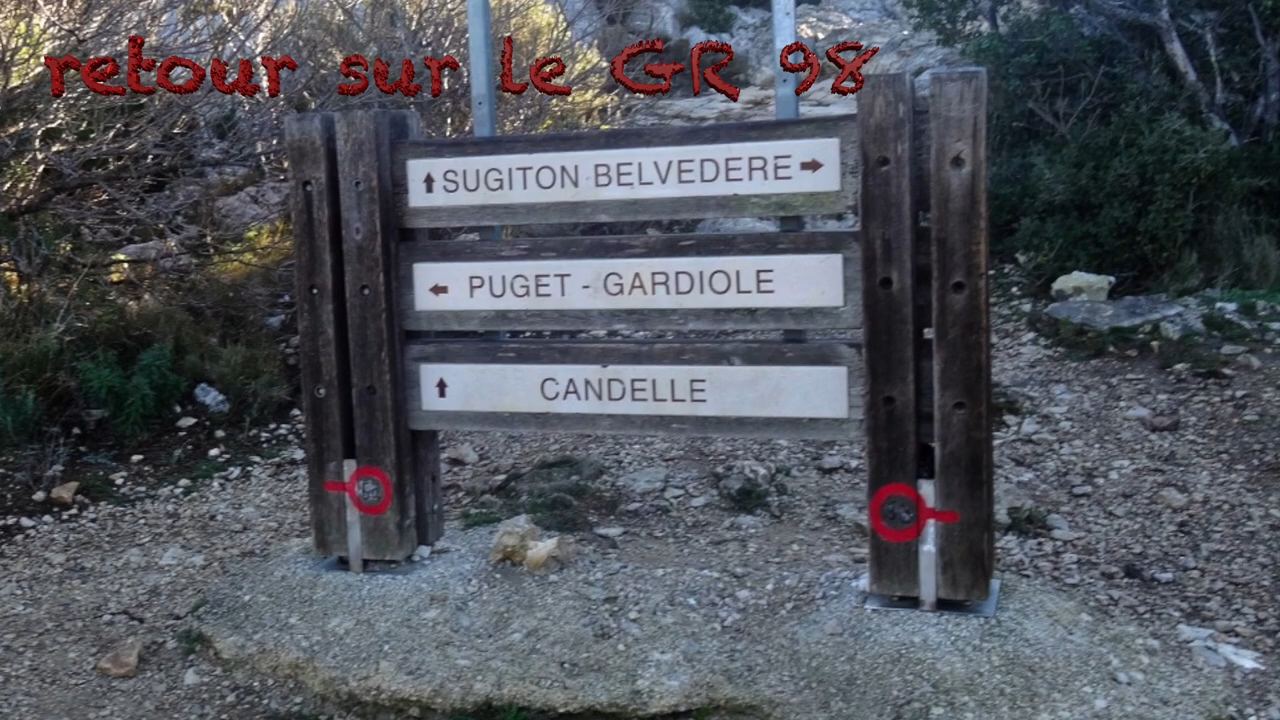 retour sur le GR 98
SUGITON BELVEDERE
PUGET - GARDIOLE
CANDELLE